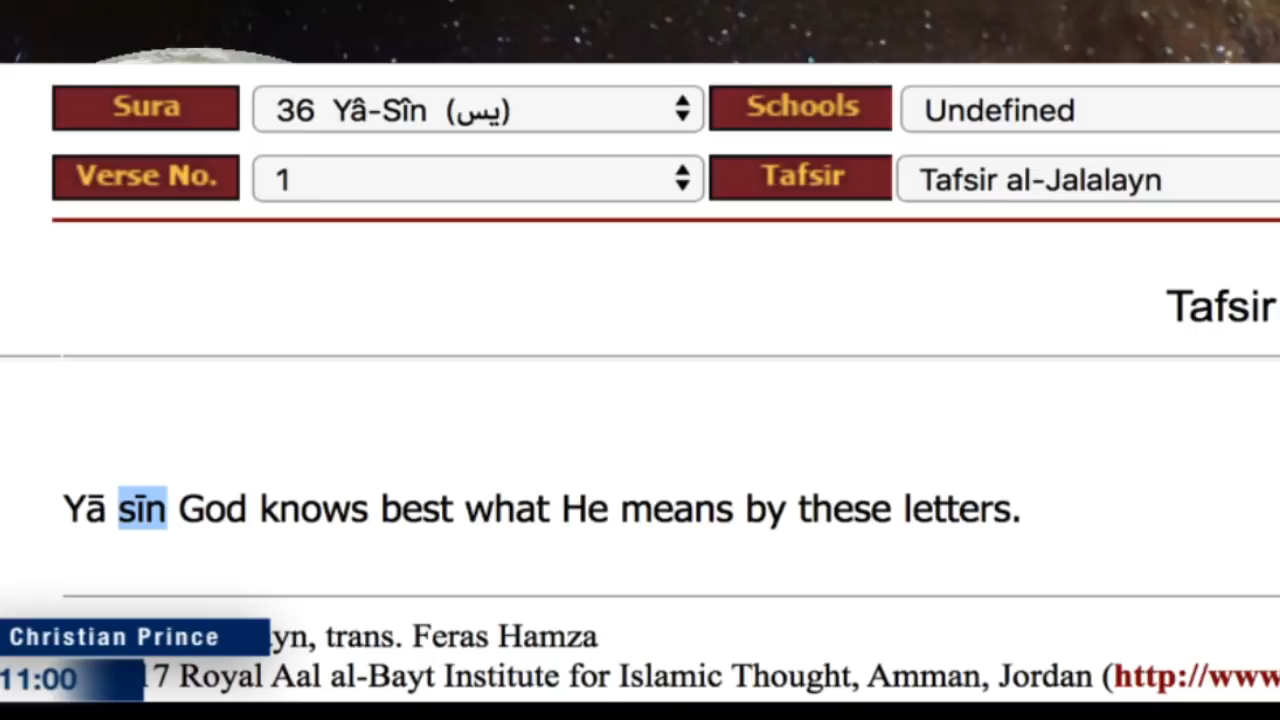 Sura 36 Yâ-Sîn (يس) Schools Undefined
Verse No. 1 Tafsir Tafsir al-Jalalayn
Tafsir
Yā sīn God knows best what He means by these letters.
Christian Prince yn, trans. Feras Hamza
11:00 17 Royal Aal al-Bayt Institute for Islamic Thought, Amman, Jordan (http://www